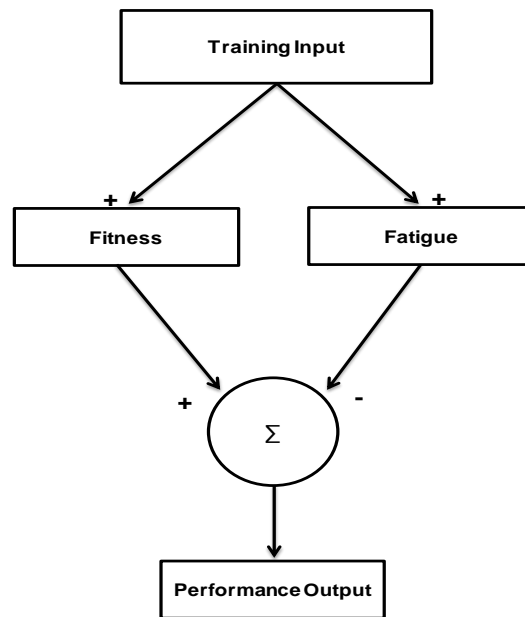 Training Input
+ +
Fitness Fatigue
+ -
Σ
Performance Output